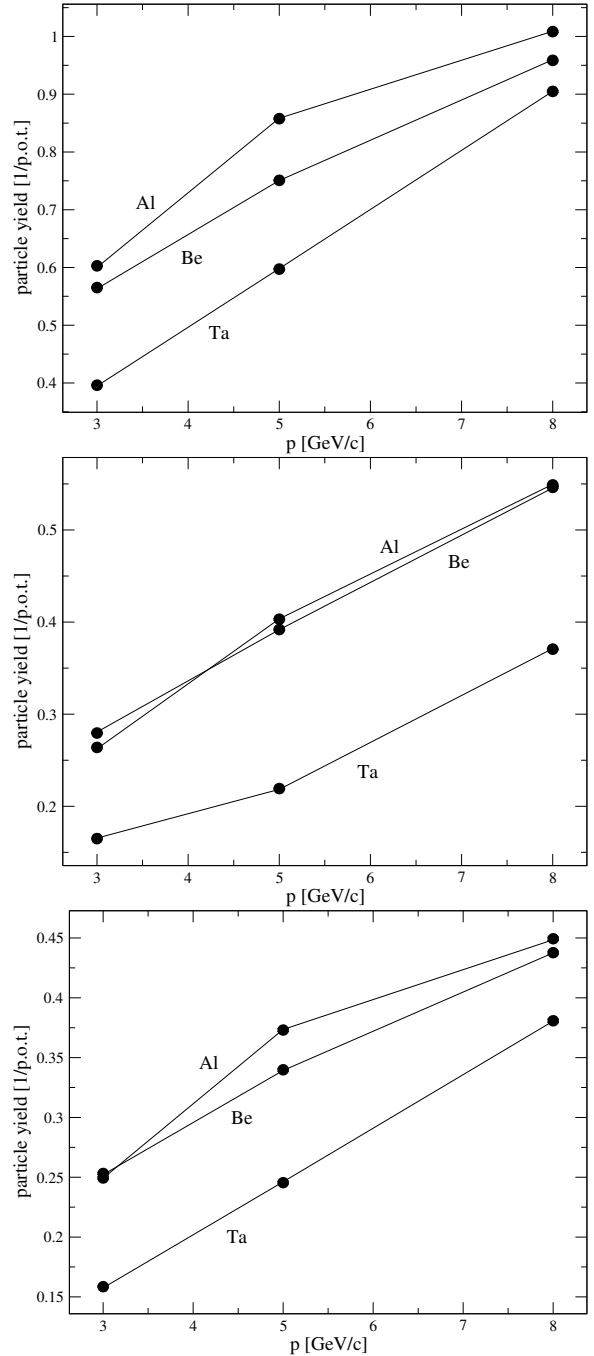 particle yield [1/p.o.t.]
1
0.9
0.8
0.7
0.6
0.5
0.4
Al
Be
Ta
3 4 5 6 7 8
p [GeV/c]
particle yield [1/p.o.t.]
0.5
0.4
0.3
0.2
Al
Be
Ta
3 4 5 6 7 8
p [GeV/c]
particle yield [1/p.o.t.]
0.45
0.4
0.35
0.3
0.25
0.2
0.15
Al
Be
Ta
3 4 5 6 7 8
p [GeV/c]